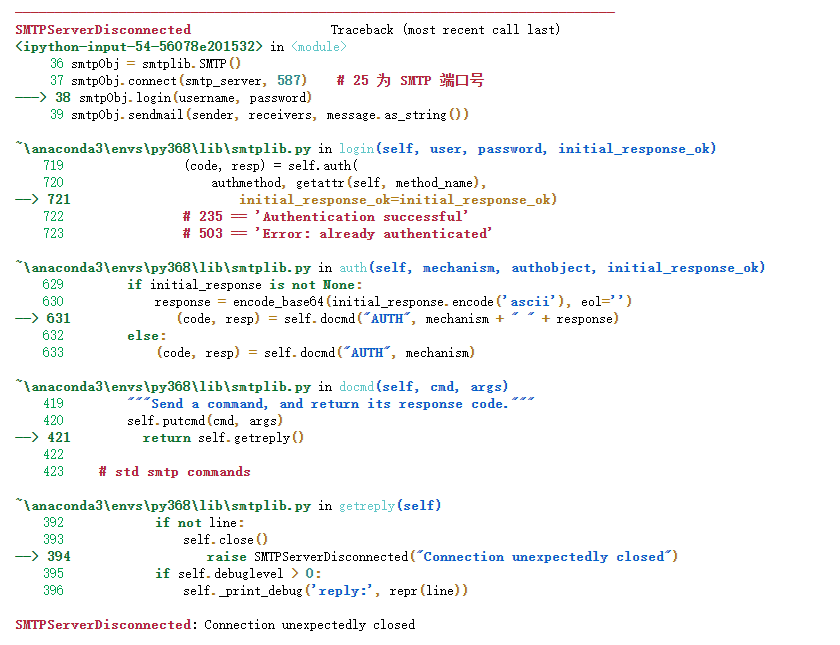 SMTPServerDisconnected                    Traceback (most recent call last)
<ipython-input-54-56078e201532> in <module>
     36 smtpObj = smtplib.SMTP()
     37 smtpObj.connect(smtp_server, 587)    # 25 为 SMTP 端口号
---> 38 smtpObj.login(username, password)
     39 smtpObj.sendmail(sender, receivers, message.as_string())
~\anaconda3\envs\py368\lib\smtplib.py in login(self, user, password, initial_response_ok)
    719                 (code, resp) = self.auth(
    720                     authmethod, getattr(self, method_name),
--> 721                     initial_response_ok=initial_response_ok)
    722                 # 235 == 'Authentication successful'
    723                 # 503 == 'Error: already authenticated'
~\anaconda3\envs\py368\lib\smtplib.py in auth(self, mechanism, authobject, initial_response_ok)
    629         if initial_response is not None:
    630             response = encode_base64(initial_response.encode('ascii'), eol='')
--> 631             (code, resp) = self.docmd("AUTH", mechanism + " " + response)
    632         else:
    633             (code, resp) = self.docmd("AUTH", mechanism)
~\anaconda3\envs\py368\lib\smtplib.py in docmd(self, cmd, args)
    419         """Send a command, and return its response code."""
    420         self.putcmd(cmd, args)
--> 421         return self.getreply()
    422
    423     # std smtp commands
~\anaconda3\envs\py368\lib\smtplib.py in getreply(self)
    392             if not line:
    393                 self.close()
--> 394                 raise SMTPServerDisconnected("Connection unexpectedly closed")
    395             if self.debuglevel > 0:
    396                 self._print_debug('reply:', repr(line))
SMTPServerDisconnected: Connection unexpectedly closed